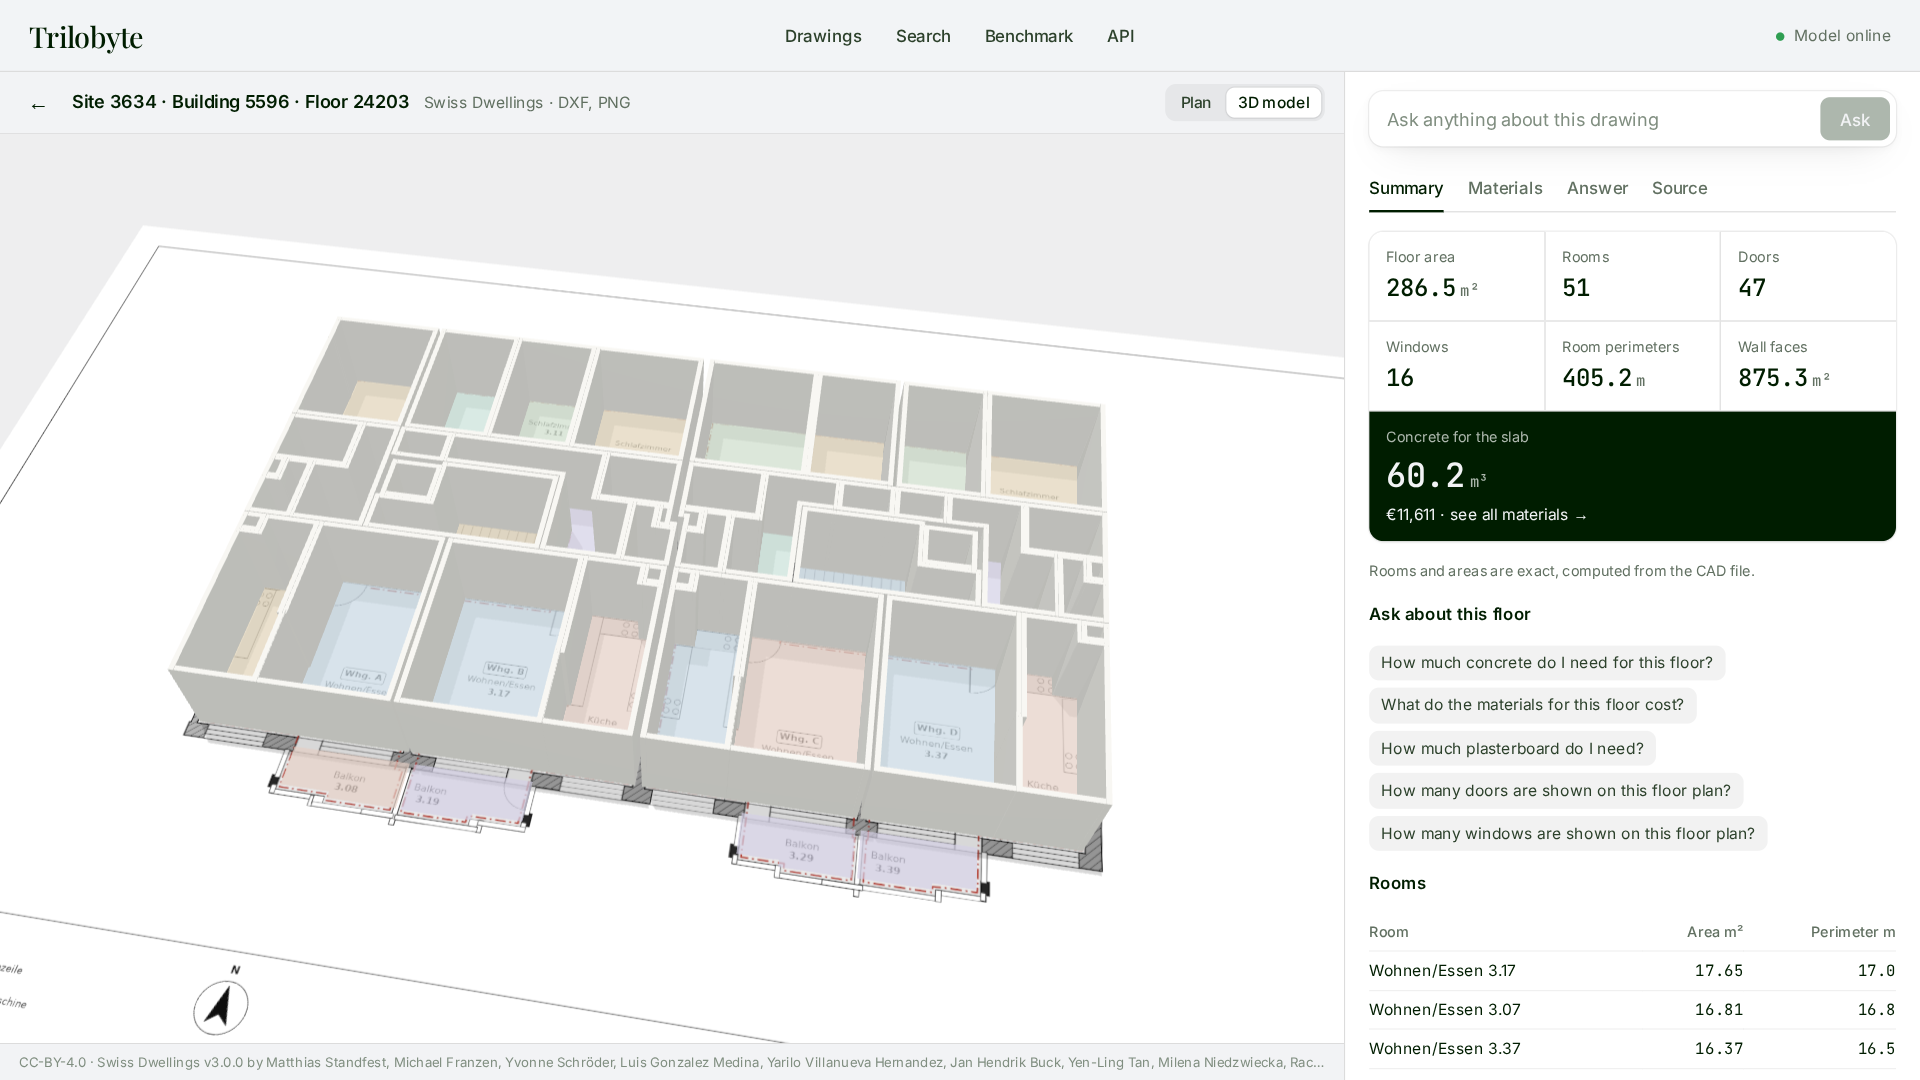 Trilobyte
Drawings Search Benchmark API
Model online
← Site 3634 · Building 5596 · Floor 24203 Swiss Dwellings · DXF, PNG
Plan 3D model
Schlafzimmer
3.11
Schlafzimmer
Schlafzimmer
Whg. A
Wohnen/Esse
Whg. B
Wohnen/Essen
3.17
Küche
Whg. C
Wohnen/Essen
Whg. D
Wohnen/Essen
3.37
Küche
Balkon
3.08
Balkon
3.19
Balkon
3.29
Balkon
3.39
N
CC-BY-4.0 · Swiss Dwellings v3.0.0 by Matthias Standfest, Michael Franzen, Yvonne Schröder, Luis Gonzalez Medina, Yarilo Villanueva Hernandez, Jan Hendrik Buck, Yen-Ling Tan, Milena Niedzwiecka, Rac...
Ask anything about this drawing
Ask
Summary Materials Answer Source
Floor area
286.5 m²
Rooms
51
Doors
47
Windows
16
Room perimeters
405.2 m
Wall faces
875.3 m²
Concrete for the slab
60.2 m³
€11,611 · see all materials →
Rooms and areas are exact, computed from the CAD file.
Ask about this floor
How much concrete do I need for this floor?
What do the materials for this floor cost?
How much plasterboard do I need?
How many doors are shown on this floor plan?
How many windows are shown on this floor plan?
Rooms
Room Area m² Perimeter m
Wohnen/Essen 3.17 17.65 17.0
Wohnen/Essen 3.07 16.81 16.8
Wohnen/Essen 3.37 16.37 16.5